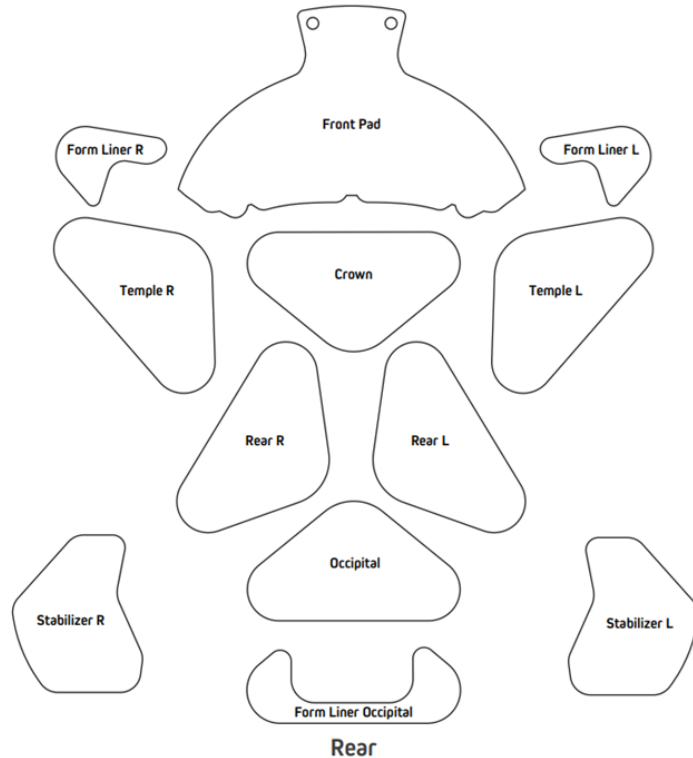 Front Pad
Form Liner R
Form Liner L
Crown
Temple R
Temple L
Rear R
Rear L
Occipital
Stabilizer R
Stabilizer L
Form Liner Occipital
Rear